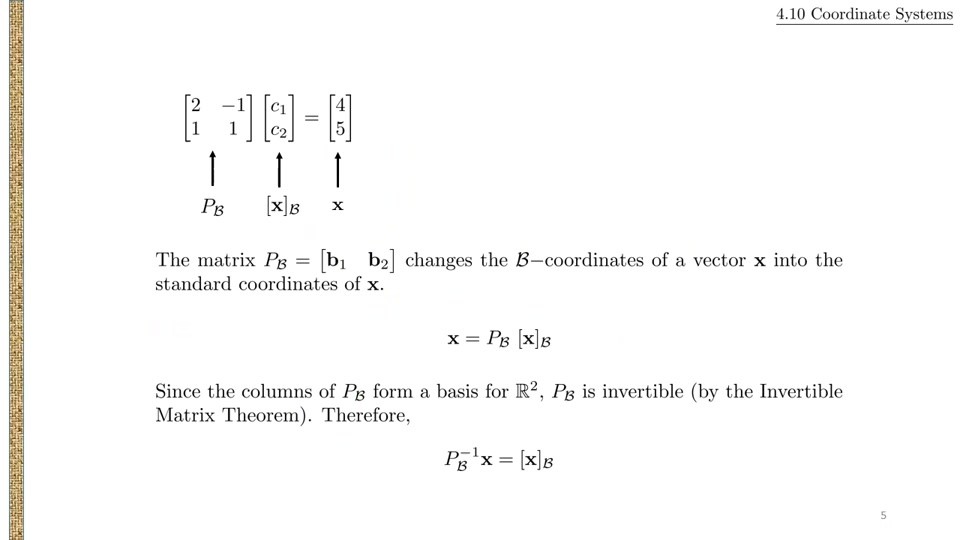 4.10 Coordinate Systems
[2 −1; 1 1] [c₁; c₂] = [4; 5]
P_ℬ [𝐱]_ℬ 𝐱
The matrix P_ℬ = [𝐛₁ 𝐛₂] changes the ℬ−coordinates of a vector 𝐱 into the
standard coordinates of 𝐱.
𝐱 = P_ℬ [𝐱]_ℬ
Since the columns of P_ℬ form a basis for ℝ², P_ℬ is invertible (by the Invertible
Matrix Theorem). Therefore,
P_ℬ⁻¹𝐱 = [𝐱]_ℬ
5